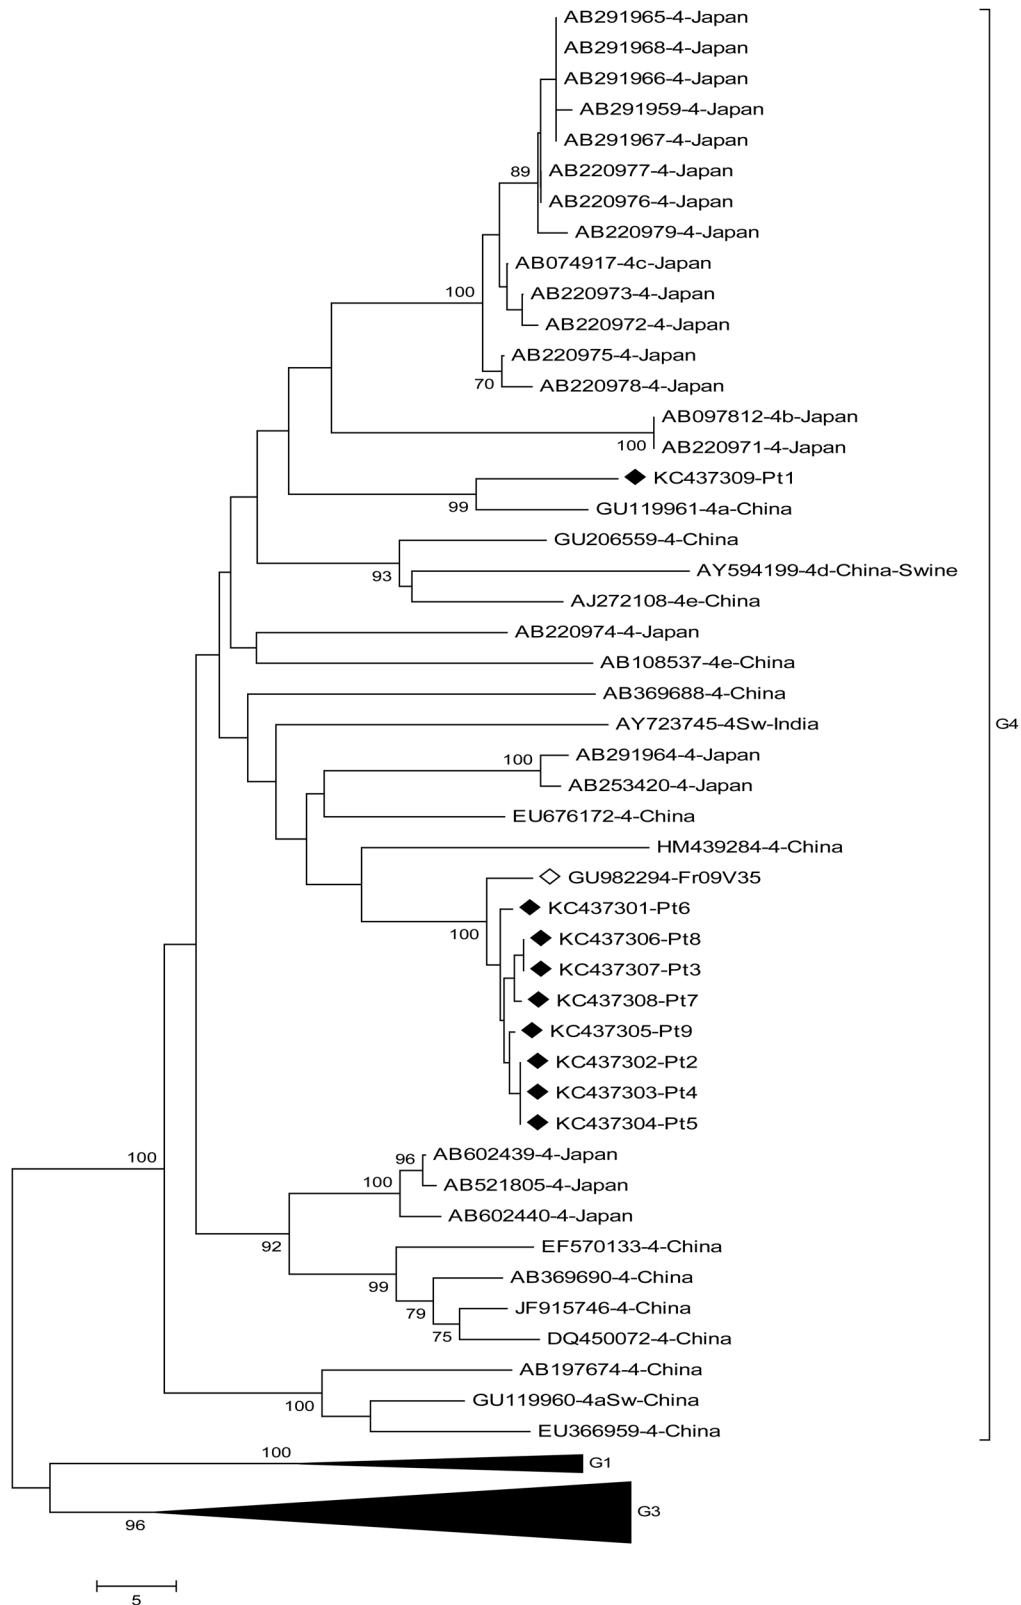 AB291965-4-Japan
AB291968-4-Japan
AB291966-4-Japan
AB291959-4-Japan
AB291967-4-Japan
89
AB220977-4-Japan
AB220976-4-Japan
AB220979-4-Japan
AB074917-4c-Japan
100
AB220973-4-Japan
AB220972-4-Japan
AB220975-4-Japan
70
AB220978-4-Japan
AB097812-4b-Japan
100
AB220971-4-Japan
KC437309-Pt1
99
GU119961-4a-China
GU206559-4-China
93
AY594199-4d-China-Swine
AJ272108-4e-China
AB220974-4-Japan
AB108537-4e-China
AB369688-4-China
AY723745-4Sw-India
G4
100
AB291964-4-Japan
AB253420-4-Japan
EU676172-4-China
HM439284-4-China
GU982294-Fr09V35
KC437301-Pt6
100
KC437306-Pt8
KC437307-Pt3
KC437308-Pt7
KC437305-Pt9
KC437302-Pt2
KC437303-Pt4
KC437304-Pt5
100
96
AB602439-4-Japan
100
AB521805-4-Japan
AB602440-4-Japan
92
EF570133-4-China
99
AB369690-4-China
79
JF915746-4-China
75
DQ450072-4-China
AB197674-4-China
100
GU119960-4aSw-China
EU366959-4-China
100
G1
96
G3
5